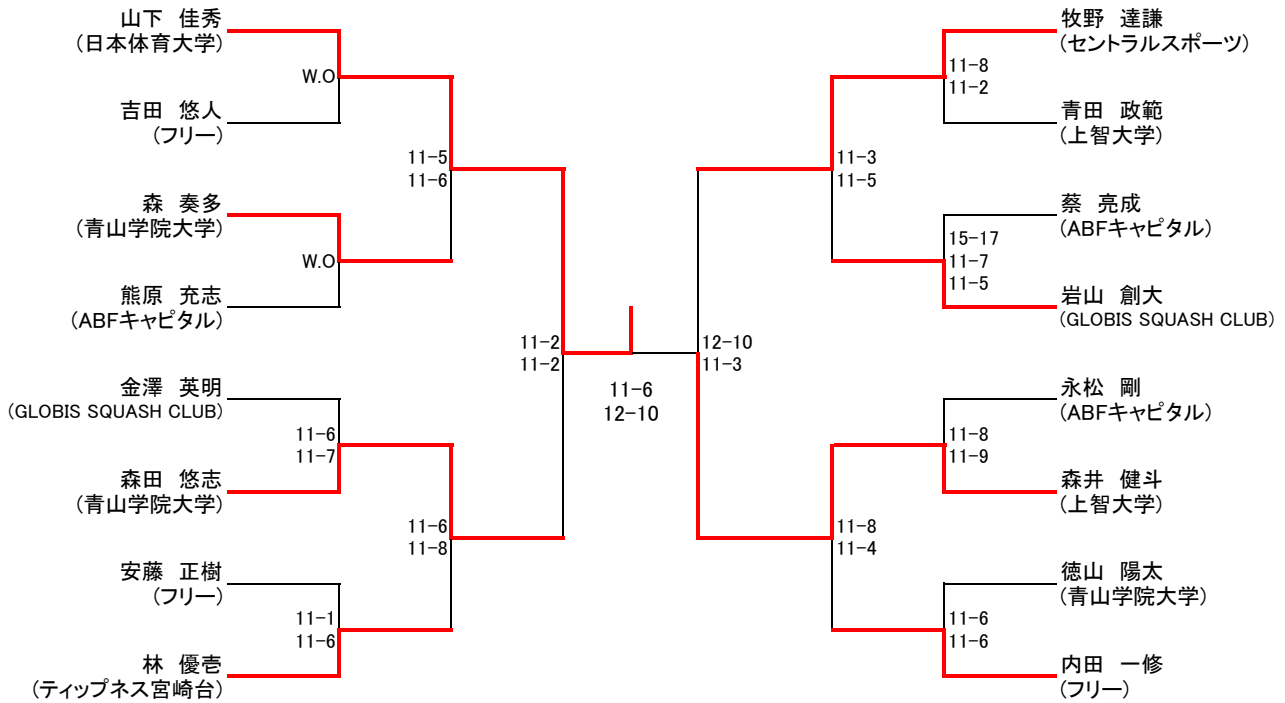 山下 佳秀
(日本体育大学)
W.O
吉田 悠人
(フリー)
11-5
11-6
森 奏多
(青山学院大学)
W.O
熊原 充志
(ABFキャピタル)
11-2
11-2
金澤 英明
(GLOBIS SQUASH CLUB)
11-6
11-7
森田 悠志
(青山学院大学)
11-6
11-8
安藤 正樹
(フリー)
11-1
11-6
林 優壱
(ティップネス宮崎台)
11-6
12-10
牧野 達謙
(セントラルスポーツ)
11-8
11-2
青田 政範
(上智大学)
11-3
11-5
蔡 亮成
(ABFキャピタル)
15-17
11-7
11-5
岩山 創大
(GLOBIS SQUASH CLUB)
12-10
11-3
永松 剛
(ABFキャピタル)
11-8
11-9
森井 健斗
(上智大学)
11-8
11-4
徳山 陽太
(青山学院大学)
11-6
11-6
内田 一修
(フリー)